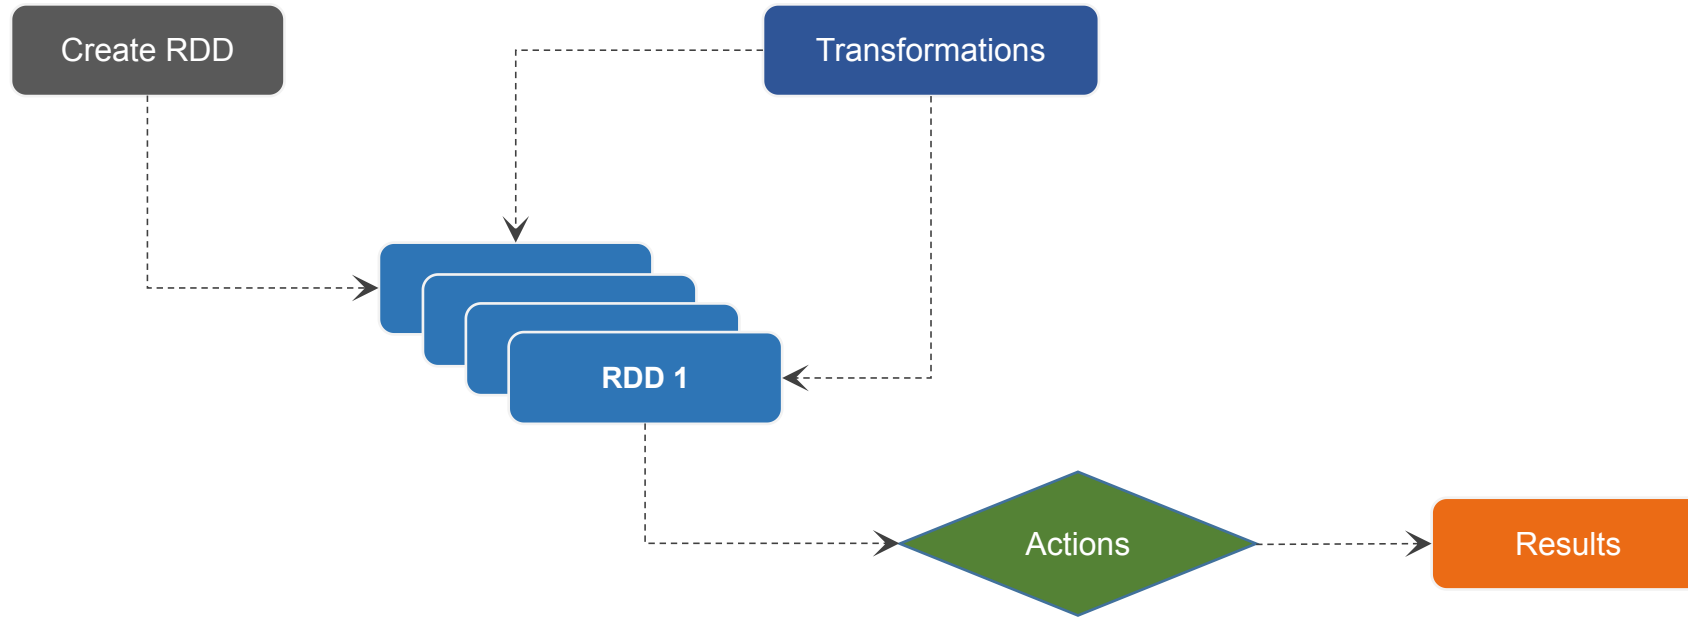 Create RDD
Transformations
RDD 1
Actions
Results